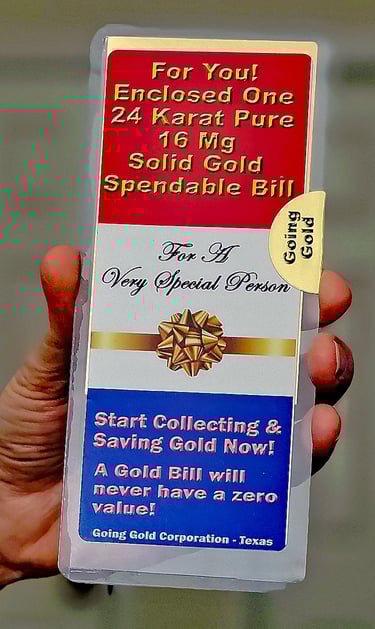 For You!
Enclosed One
24 Karat Pure
16 Mg
Solid Gold
Spendable Bill
Going
Gold
For A
Very Special Person
Start Collecting &
Saving Gold Now!
A Gold Bill will
never have a zero
value!
Going Gold Corporation - Texas